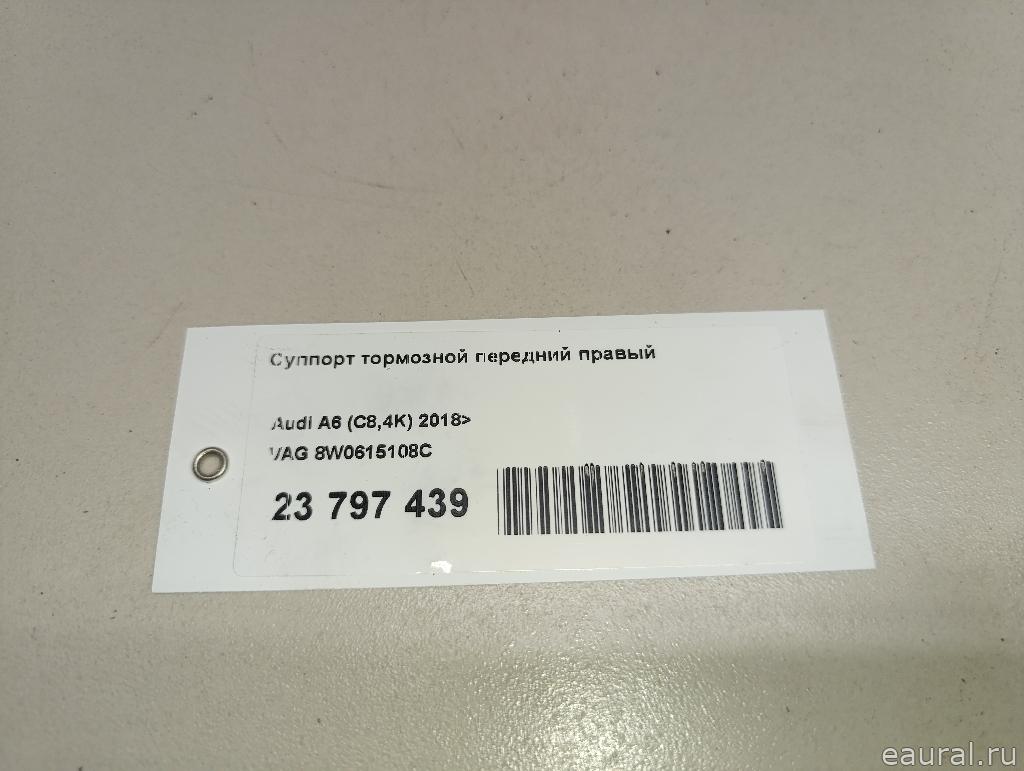 Суппорт тормозной передний правый
Audi A6 (C8,4K) 2018>
VAG 8W0615108C
23 797 439
eaural.ru